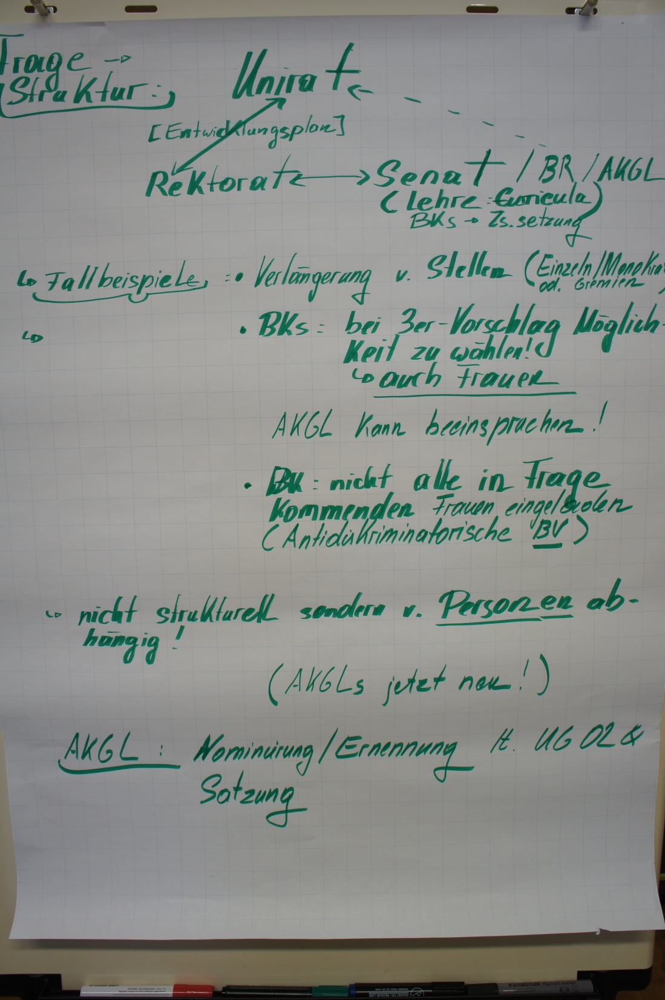 Frage →
Struktur:
Unirat
[Entwicklungsplan]
Rektorat ↔ Senat / BR / AKGL
(Lehre: Curricula)
BKs → Zs.setzung
↳ Fallbeispiele: • Verlängerung v. Stellen (Einzeln/Monokra
od. Gremien)
↳ • BKs: bei 3er-Vorschlag Möglich-
keit zu wählen!
↳ auch Frauen
AKGL kann beeinspruchen!
• BK: nicht alle in Frage
kommenden Frauen eingeladen
(Antidiskriminatorische BV)
↳ nicht strukturell sondern v. Personen ab-
hängig!
(AKGLs jetzt neu!)
AKGL: Nominierung/Ernennung lt. UG 02 &
Satzung